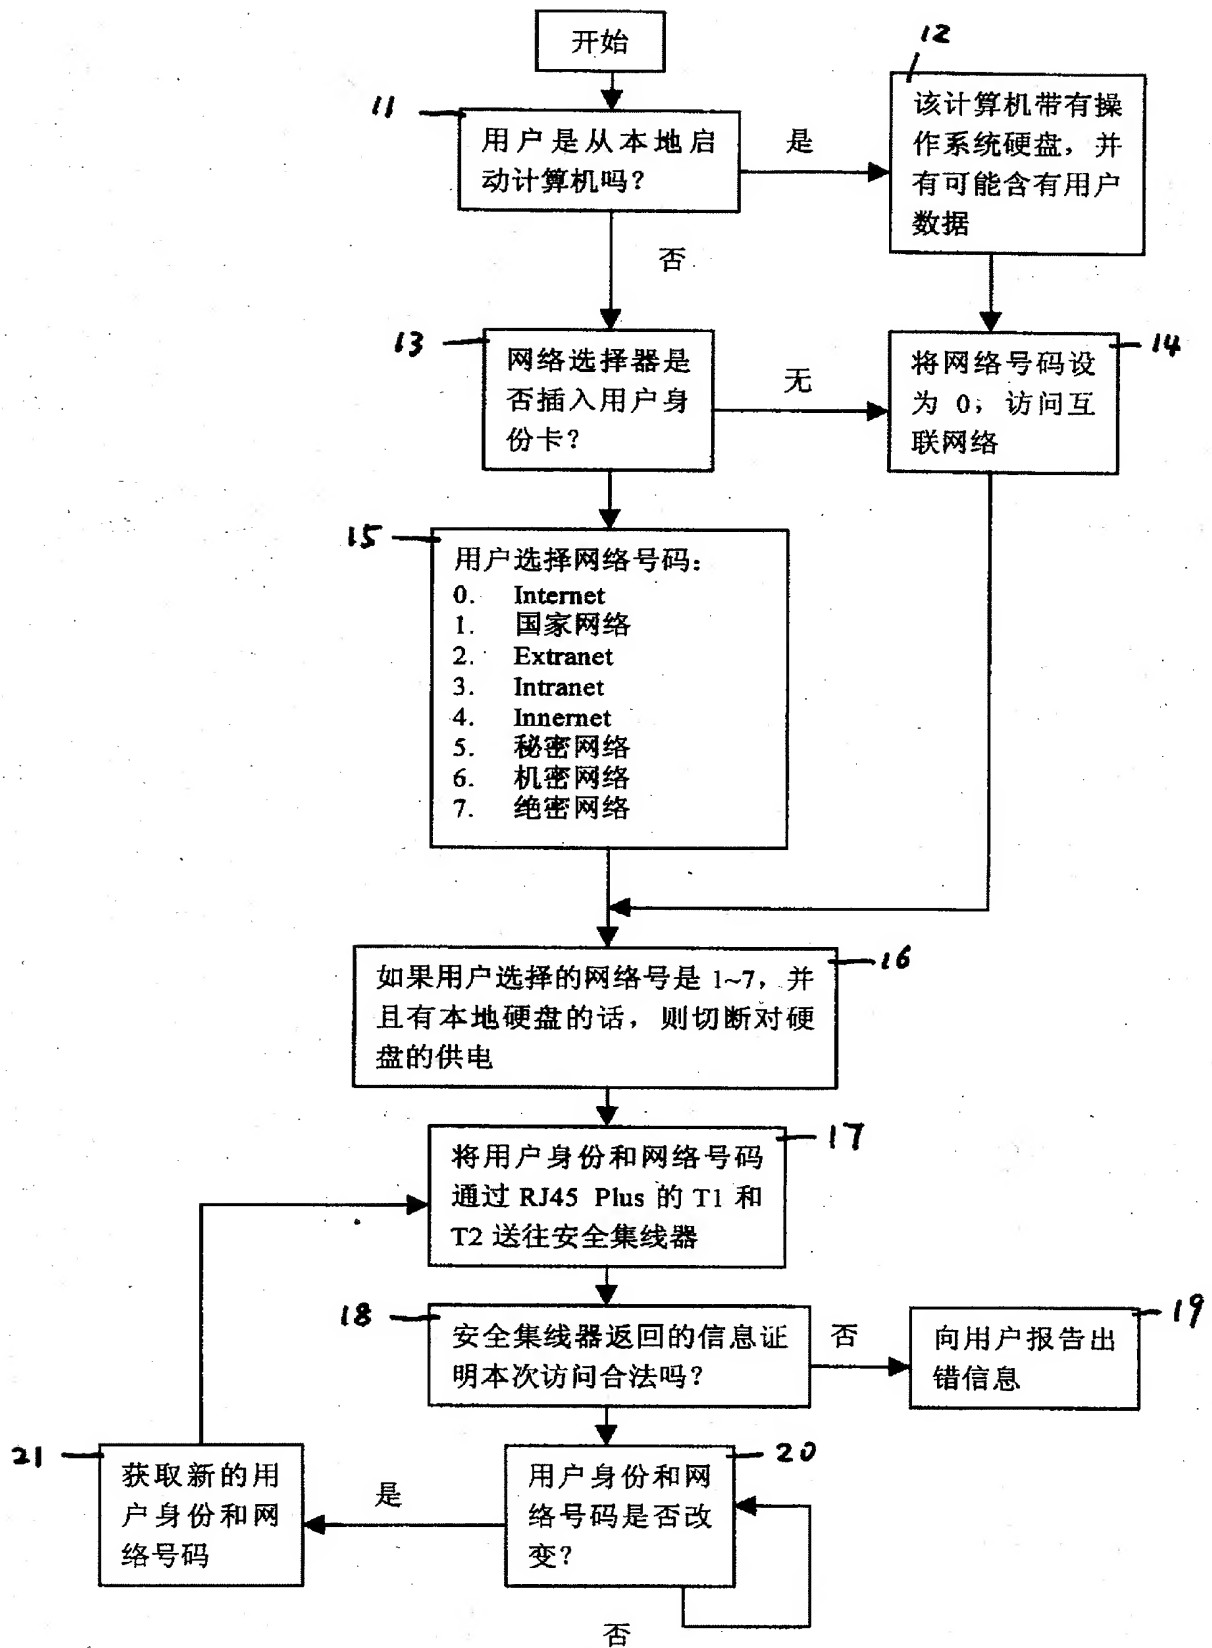 开始
12
11
用户是从本地启
动计算机吗？
是
该计算机带有操
作系统硬盘，并
有可能含有用户
数据
否
13
网络选择器是
否插入用户身
份卡？
无
14
将网络号码设
为 0，访问互
联网络
15
用户选择网络号码：
0. Internet
1. 国家网络
2. Extranet
3. Intranet
4. Innernet
5. 秘密网络
6. 机密网络
7. 绝密网络
16
如果用户选择的网络号是 1~7，并
且有本地硬盘的话，则切断对硬
盘的供电
17
将用户身份和网络号码
通过 RJ45 Plus 的 T1 和
T2 送往安全集线器
18
安全集线器返回的信息证
明本次访问合法吗？
否
19
向用户报告出
错信息
21
获取新的用
户身份和网
络号码
是
20
用户身份和网
络号码是否改
变？
否